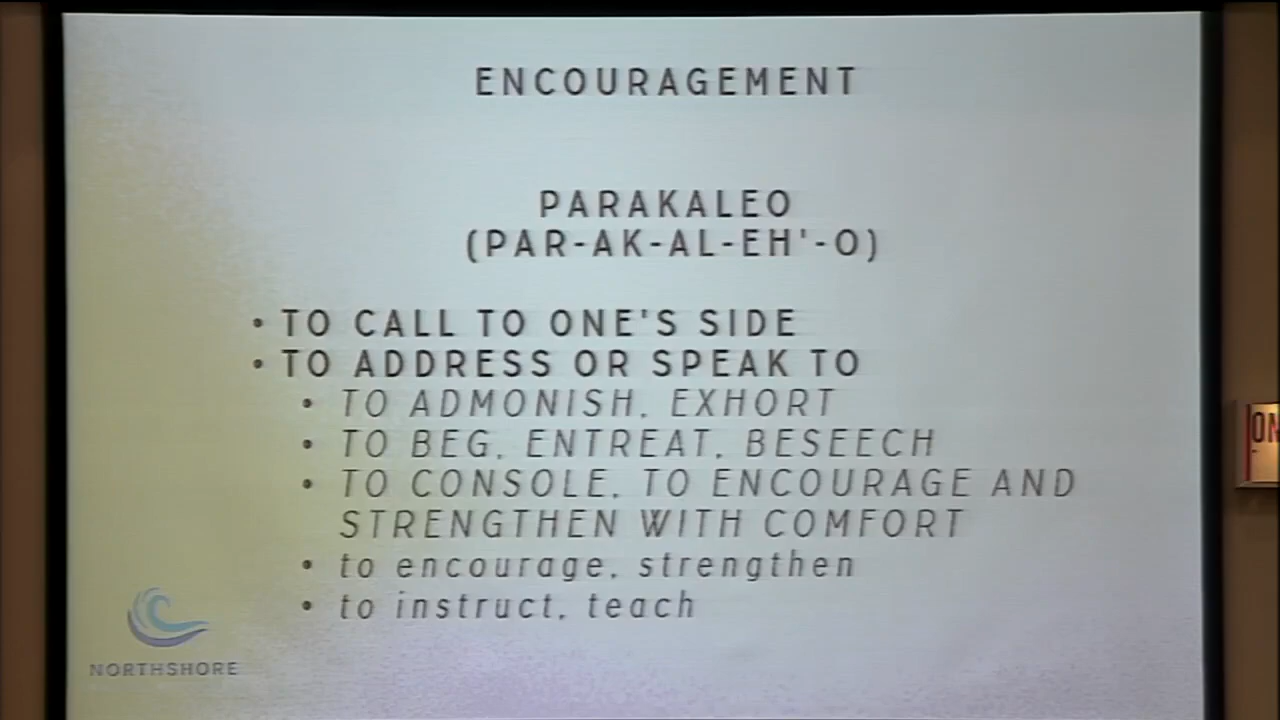 ENCOURAGEMENT
PARAKALEO
(PAR-AK-AL-EH'-O)
• TO CALL TO ONE'S SIDE
• TO ADDRESS OR SPEAK TO
• TO ADMONISH, EXHORT
• TO BEG, ENTREAT, BESEECH
• TO CONSOLE, TO ENCOURAGE AND
STRENGTHEN WITH COMFORT
• to encourage, strengthen
• to instruct, teach
NORTHSHORE
ON